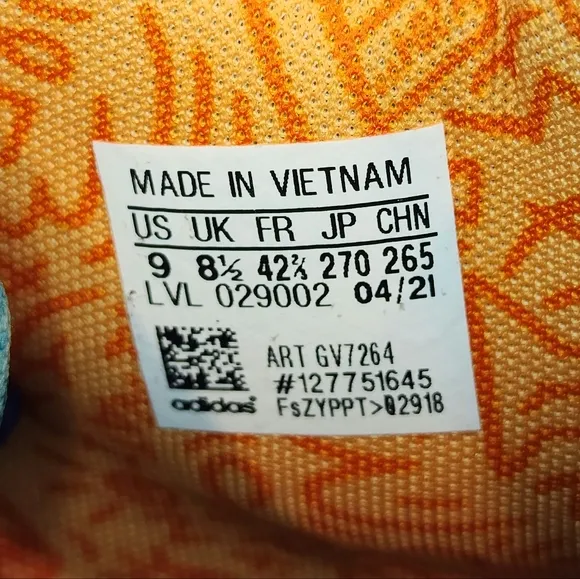 MADE IN VIETNAM
US UK FR JP CHN
9 8½ 42⅔ 270 265
LVL 029002 04/21
ART GV7264
#127751645
adidas FsZYPPT>02918